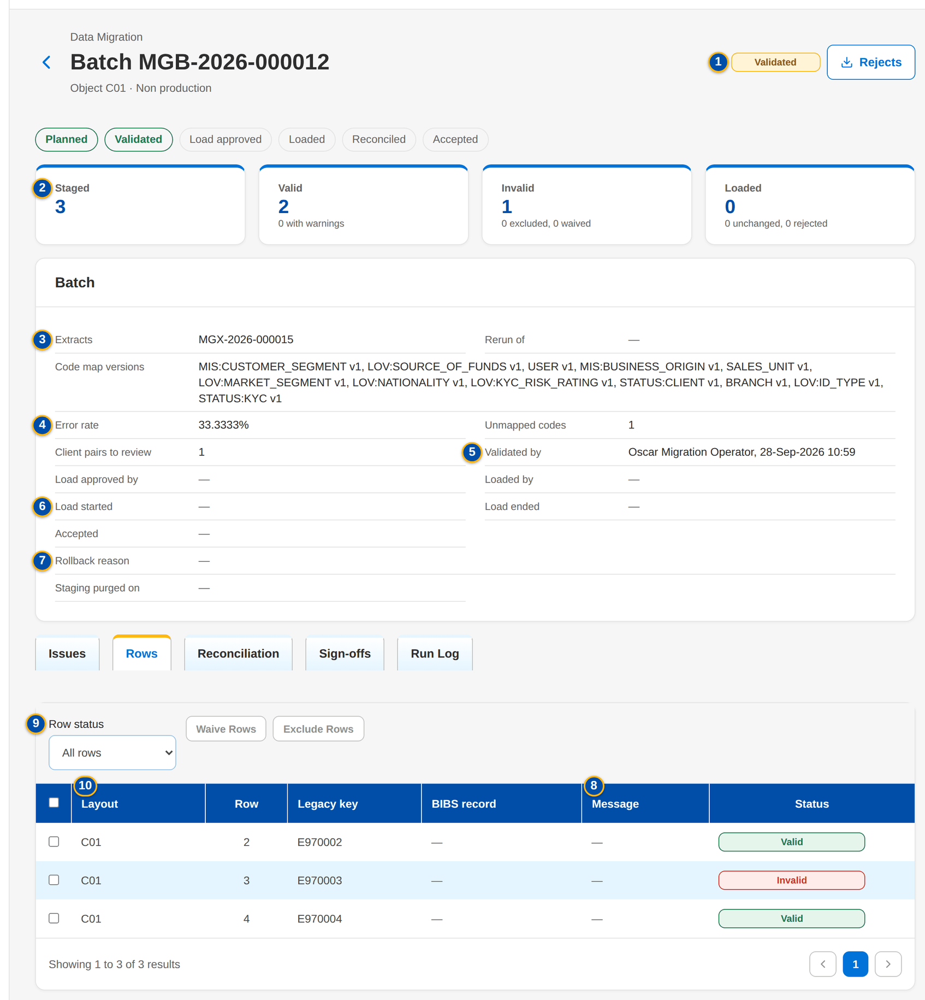 Data Migration
Batch MGB-2026-000012
Object C01 · Non production
1 Validated Rejects
Planned Validated Load approved Loaded Reconciled Accepted
2 Staged
3
Valid
2
0 with warnings
Invalid
1
0 excluded, 0 waived
Loaded
0
0 unchanged, 0 rejected
Batch
3 Extracts MGX-2026-000015 Rerun of —
Code map versions MIS:CUSTOMER_SEGMENT v1, LOV:SOURCE_OF_FUNDS v1, USER v1, MIS:BUSINESS_ORIGIN v1, SALES_UNIT v1,
LOV:MARKET_SEGMENT v1, LOV:NATIONALITY v1, LOV:KYC_RISK_RATING v1, STATUS:CLIENT v1, BRANCH v1, LOV:ID_TYPE v1,
STATUS:KYC v1
4 Error rate 33.3333% Unmapped codes 1
Client pairs to review 1 5 Validated by Oscar Migration Operator, 28-Sep-2026 10:59
Load approved by — Loaded by —
6 Load started — Load ended —
Accepted —
7 Rollback reason —
Staging purged on —
Issues Rows Reconciliation Sign-offs Run Log
9 Row status
All rows
Waive Rows Exclude Rows
10 8
Layout Row Legacy key BIBS record Message Status
C01 2 E970002 — — Valid
C01 3 E970003 — — Invalid
C01 4 E970004 — — Valid
Showing 1 to 3 of 3 results 1